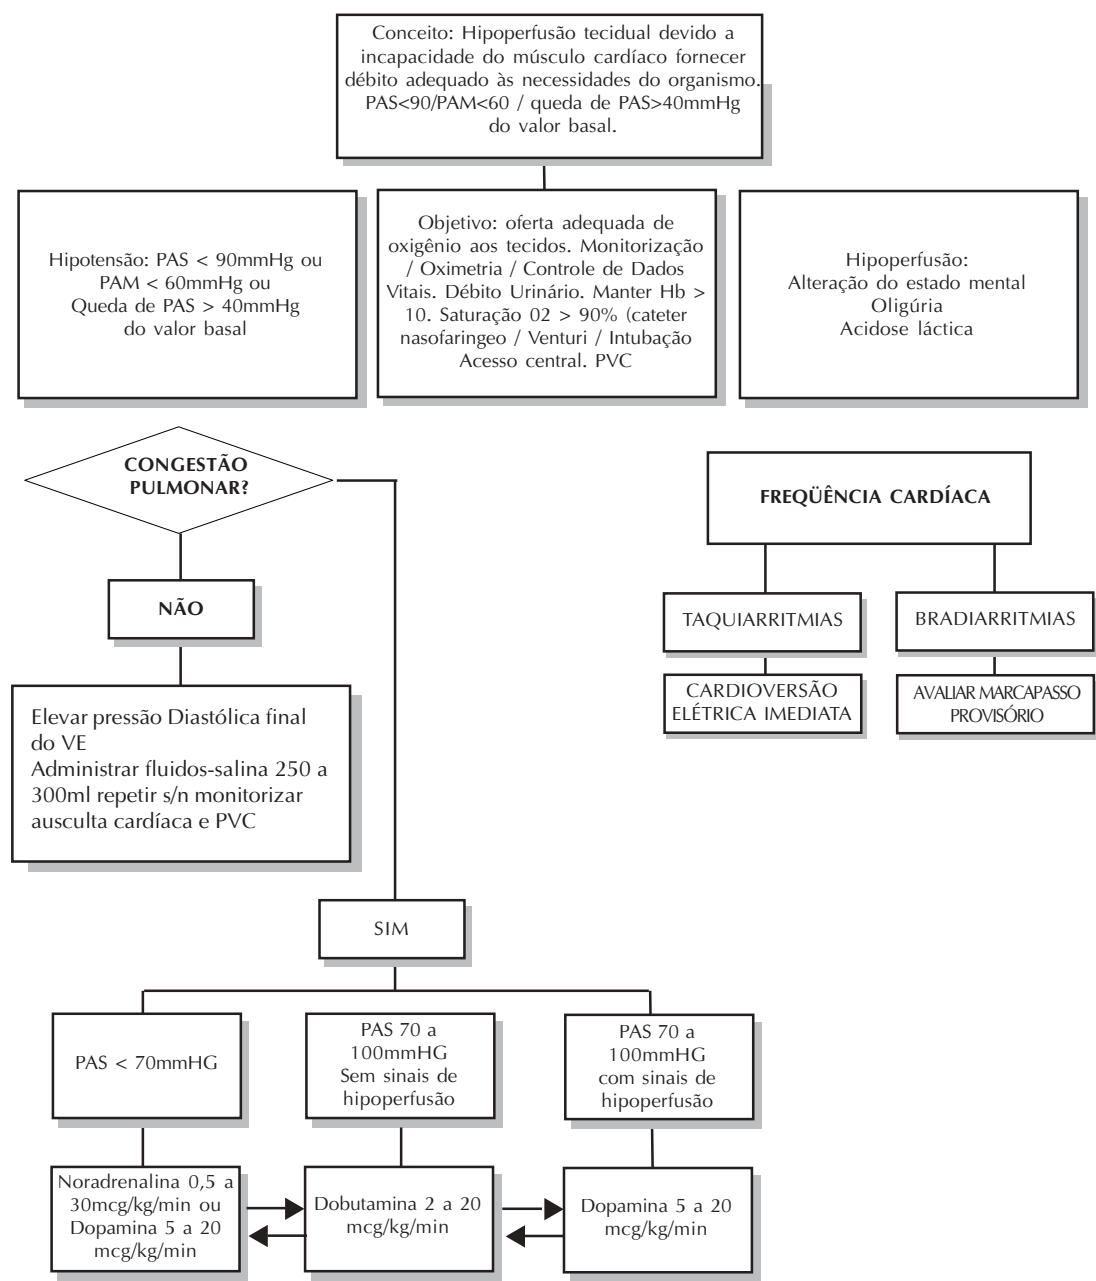 Conceito: Hipoperfusão tecidual devido a
incapacidade do músculo cardíaco fornecer
débito adequado às necessidades do organismo.
PAS<90/PAM<60 / queda de PAS>40mmHg
do valor basal.
Hipotensão: PAS < 90mmHg ou
PAM < 60mmHg ou
Queda de PAS > 40mmHg
do valor basal
Objetivo: oferta adequada de
oxigênio aos tecidos. Monitorização
/ Oximetria / Controle de Dados
Vitais. Débito Urinário. Manter Hb >
10. Saturação 02 > 90% (cateter
nasofaringeo / Venturi / Intubação
Acesso central. PVC
Hipoperfusão:
Alteração do estado mental
Oligúria
Acidose láctica
CONGESTÃO
PULMONAR?
NÃO
Elevar pressão Diastólica final
do VE
Administrar fluidos-salina 250 a
300ml repetir s/n monitorizar
ausculta cardíaca e PVC
FREQÜÊNCIA CARDÍACA
TAQUIARRITMIAS
BRADIARRITMIAS
CARDIOVERSÃO
ELÉTRICA IMEDIATA
AVALIAR MARCAPASSO
PROVISÓRIO
SIM
PAS < 70mmHG
PAS 70 a
100mmHG
Sem sinais de
hipoperfusão
PAS 70 a
100mmHG
com sinais de
hipoperfusão
Noradrenalina 0,5 a
30mcg/kg/min ou
Dopamina 5 a 20
mcg/kg/min
Dobutamina 2 a 20
mcg/kg/min
Dopamina 5 a 20
mcg/kg/min